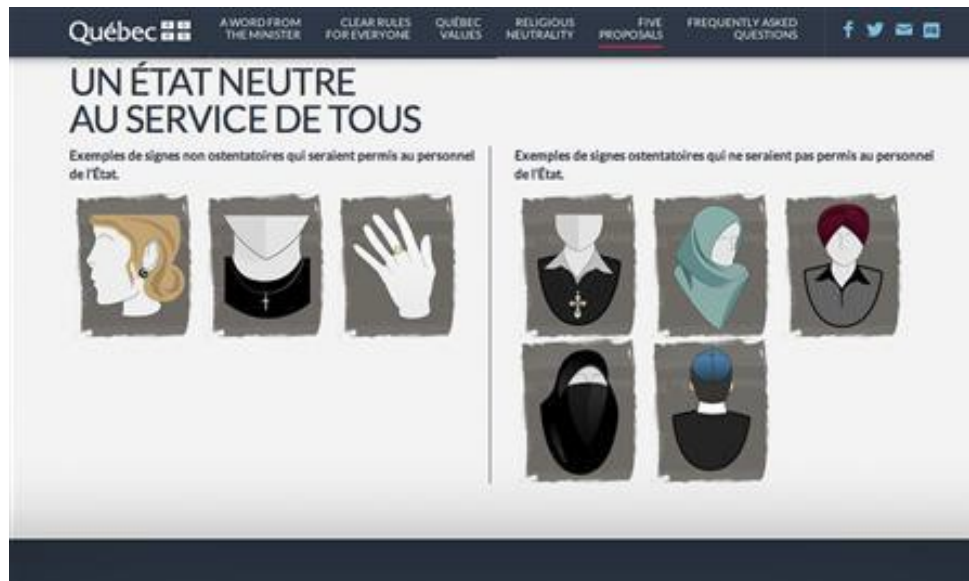 Québec
A WORD FROM
THE MINISTER
CLEAR RULES
FOR EVERYONE
QUÉBEC
VALUES
RELIGIOUS
NEUTRALITY
FIVE
PROPOSALS
FREQUENTLY ASKED
QUESTIONS
UN ÉTAT NEUTRE
AU SERVICE DE TOUS
Exemples de signes non ostentatoires qui seraient permis au personnel
de l'État.
Exemples de signes ostentatoires qui ne seraient pas permis au personnel
de l'État.